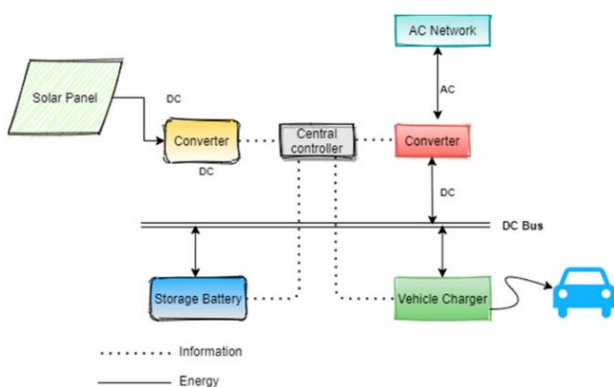 AC Network
Solar Panel
DC
AC
Converter
Central
controller
Converter
DC
DC
DC Bus
Storage Battery
Vehicle Charger
Information
Energy